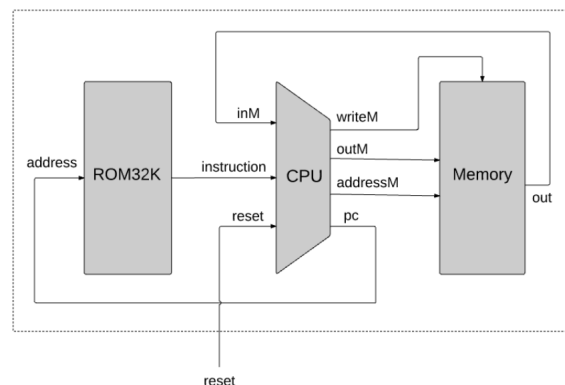 inM
writeM
outM
address
ROM32K
instruction
CPU
addressM
Memory
out
reset
pc
reset